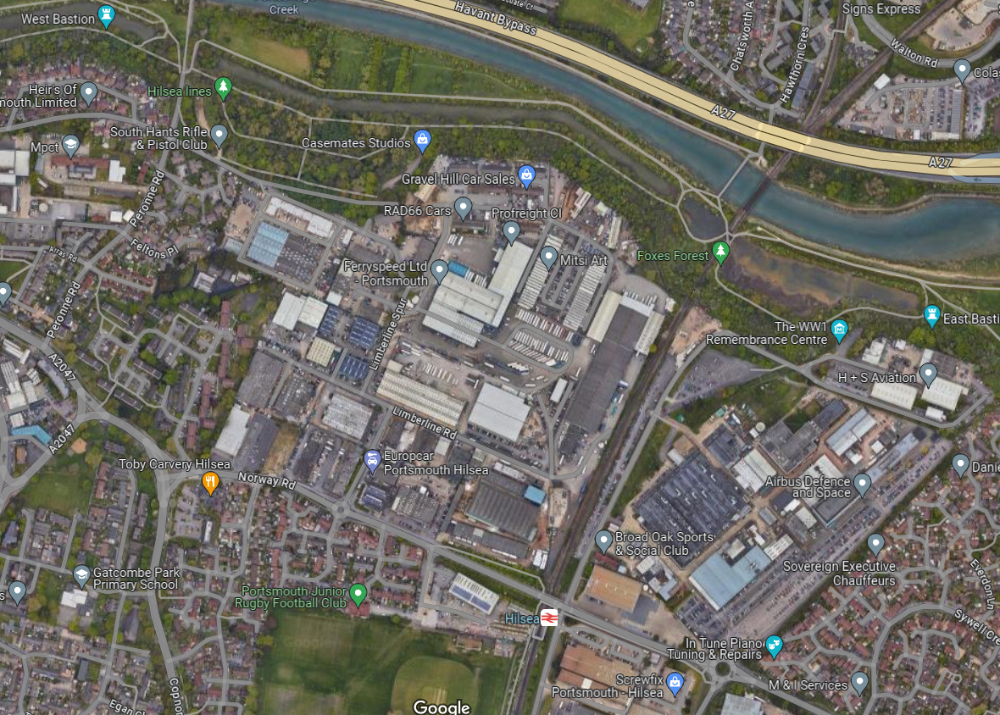 Creek
Havant Bypass
Signs Express
West Bastion
Chatsworth A
Hawthorn Cres
Walton Rd
Colas
Heir's Of
mouth Limited
Hilsea lines
A27
South Hants Rifle
& Pistol Club
Mpct
Casemates Studios
A27
Gravel Hill Car Sales
Peronne Rd
RAD66 Cars
Profreight Cl
Feltons Pl
Arras Rd
Ferryspeed Ltd
- Portsmouth
Mitsi Art
Foxes Forest
Peronne Rd
Limberline Spur
The WW1
Remembrance Centre
East Basti
H + S Aviation
A2047
Limberline Rd
A2047
Toby Carvery Hilsea
Europcar
Portsmouth Hilsea
Norway Rd
Airbus Defence
and Space
Danie
Broad Oak Sports
& Social Club
Sovereign Executive
Chauffeurs
Gatcombe Park
Primary School
s
Everdon Ln
Portsmouth Junior
Rugby Football Club
Hilsea
Sywell Cre
In Tune Piano
Tuning & Repairs
Screwfix
Portsmouth - Hilsea
M & I Services
Copnor
Google